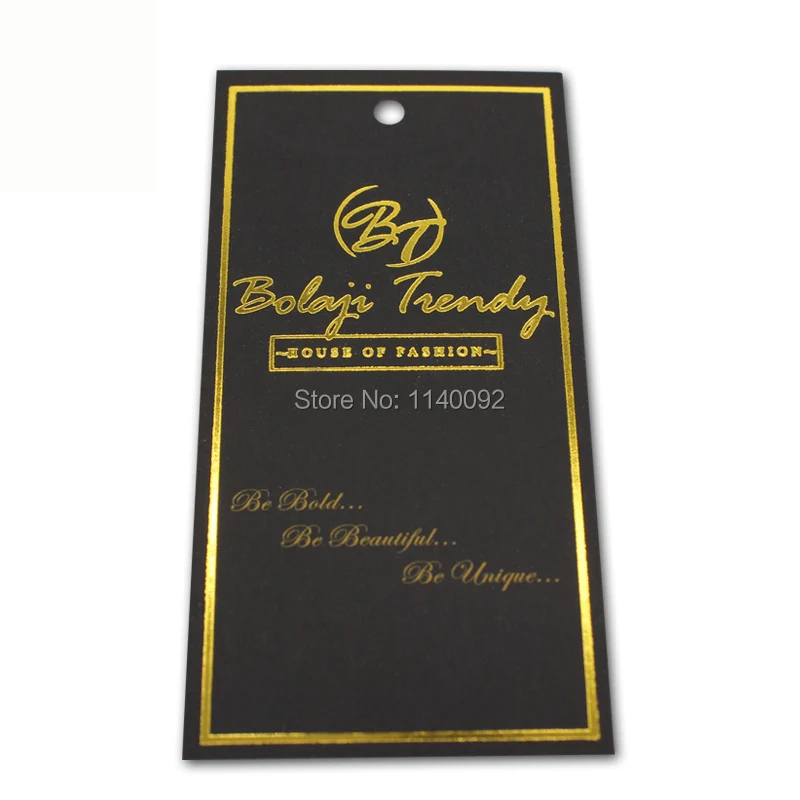 BT
Bolaji Trendy
~HOUSE OF FASHION~
Store No: 1140092
Be Bold...
Be Beautiful...
Be Unique...